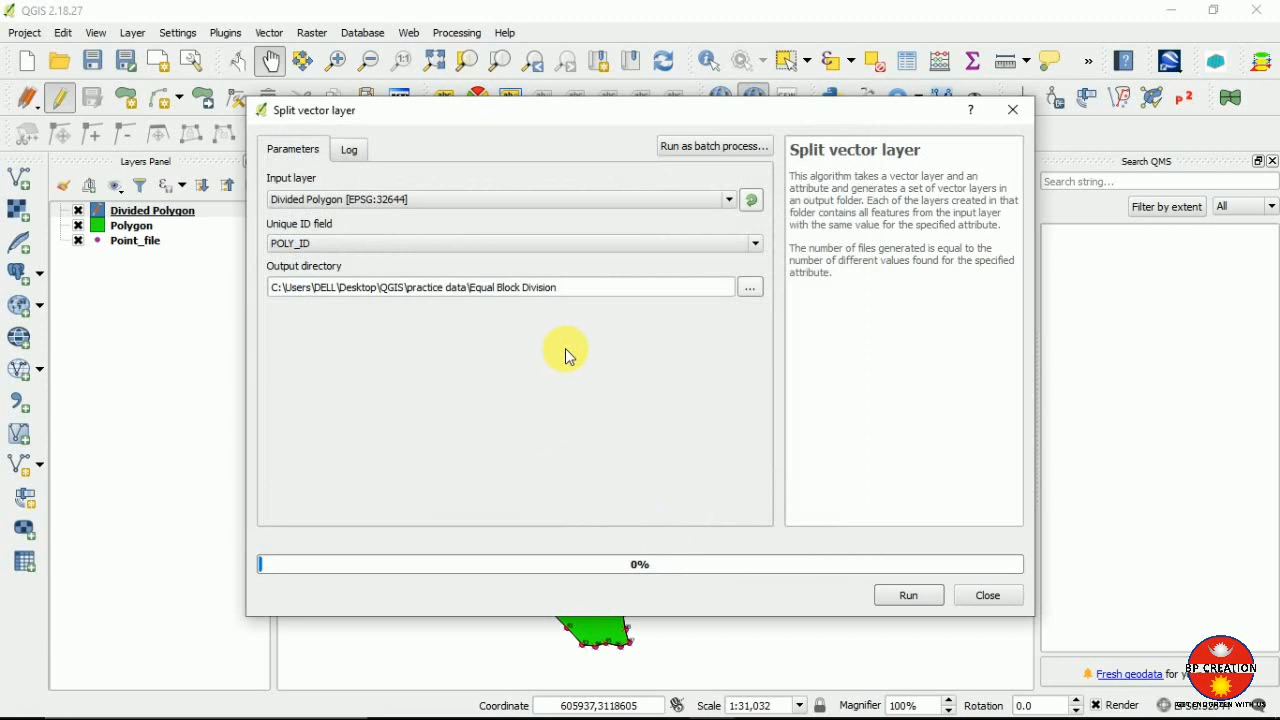 QGIS 2.18.27
Project Edit View Layer Settings Plugins Vector Raster Database Web Processing Help
Split vector layer
?
Parameters
Log
Run as batch process...
Input layer
Divided Polygon [EPSG:32644]
Unique ID field
POLY_ID
Output directory
C:\Users\DELL\Desktop\QGIS\practice data\Equal Block Division
...
Split vector layer
This algorithm takes a vector layer and an
attribute and generates a set of vector layers in
an output folder. Each of the layers created in that
folder contains all features from the input layer
with the same value for the specified attribute.
The number of files generated is equal to the
number of different values found for the specified
attribute.
0%
Run
Close
Layers Panel
Divided Polygon
Polygon
Point_file
Search QMS
Search string...
Filter by extent
All
Fresh geodata for
BP CREATION
Coordinate 605937,3118605 Scale 1:31,032 Magnifier 100% Rotation 0.0 Render